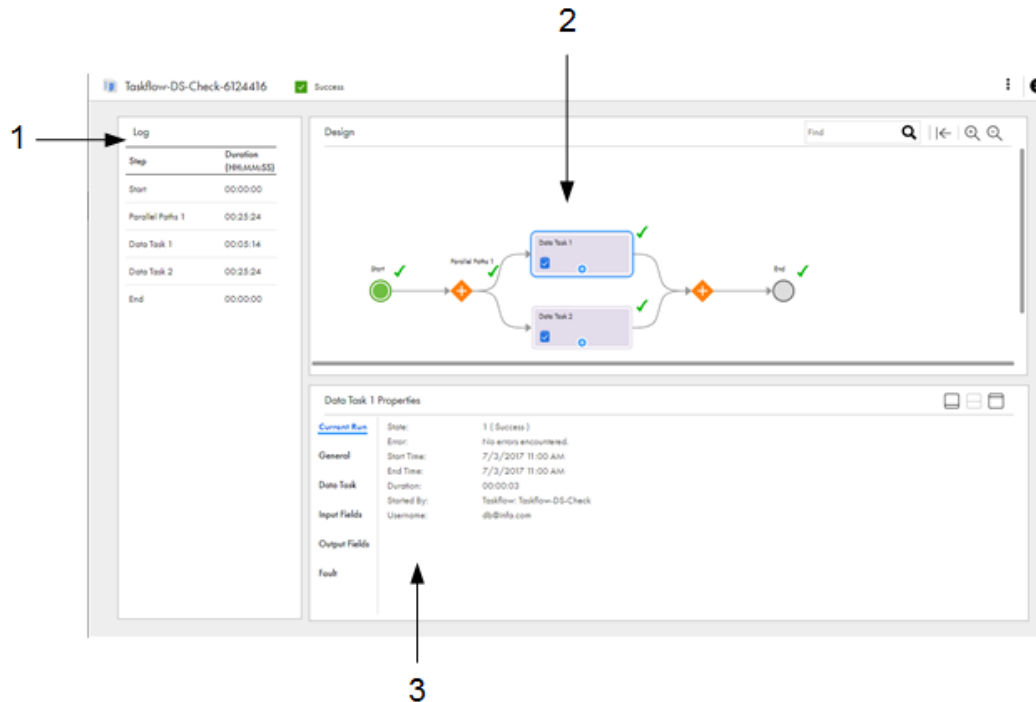 2
Taskflow-DS-Check-6124416 Success
1
Log
Step Duration (HH:MM:SS)
Start 00:00:00
Parallel Paths 1 00:25:24
Data Task 1 00:05:14
Data Task 2 00:25:24
End 00:00:00
Design Find
Data Task 1
Start Parallel Paths 1 End
Data Task 2
Data Task 1 Properties
Current Run
General
Data Task
Input Fields
Output Fields
Fault
State: 1 ( Success )
Error: No errors encountered.
Start Time: 7/3/2017 11:00 AM
End Time: 7/3/2017 11:00 AM
Duration: 00:00:03
Started By: Taskflow: Taskflow-DS-Check
Username: db@infa.com
3